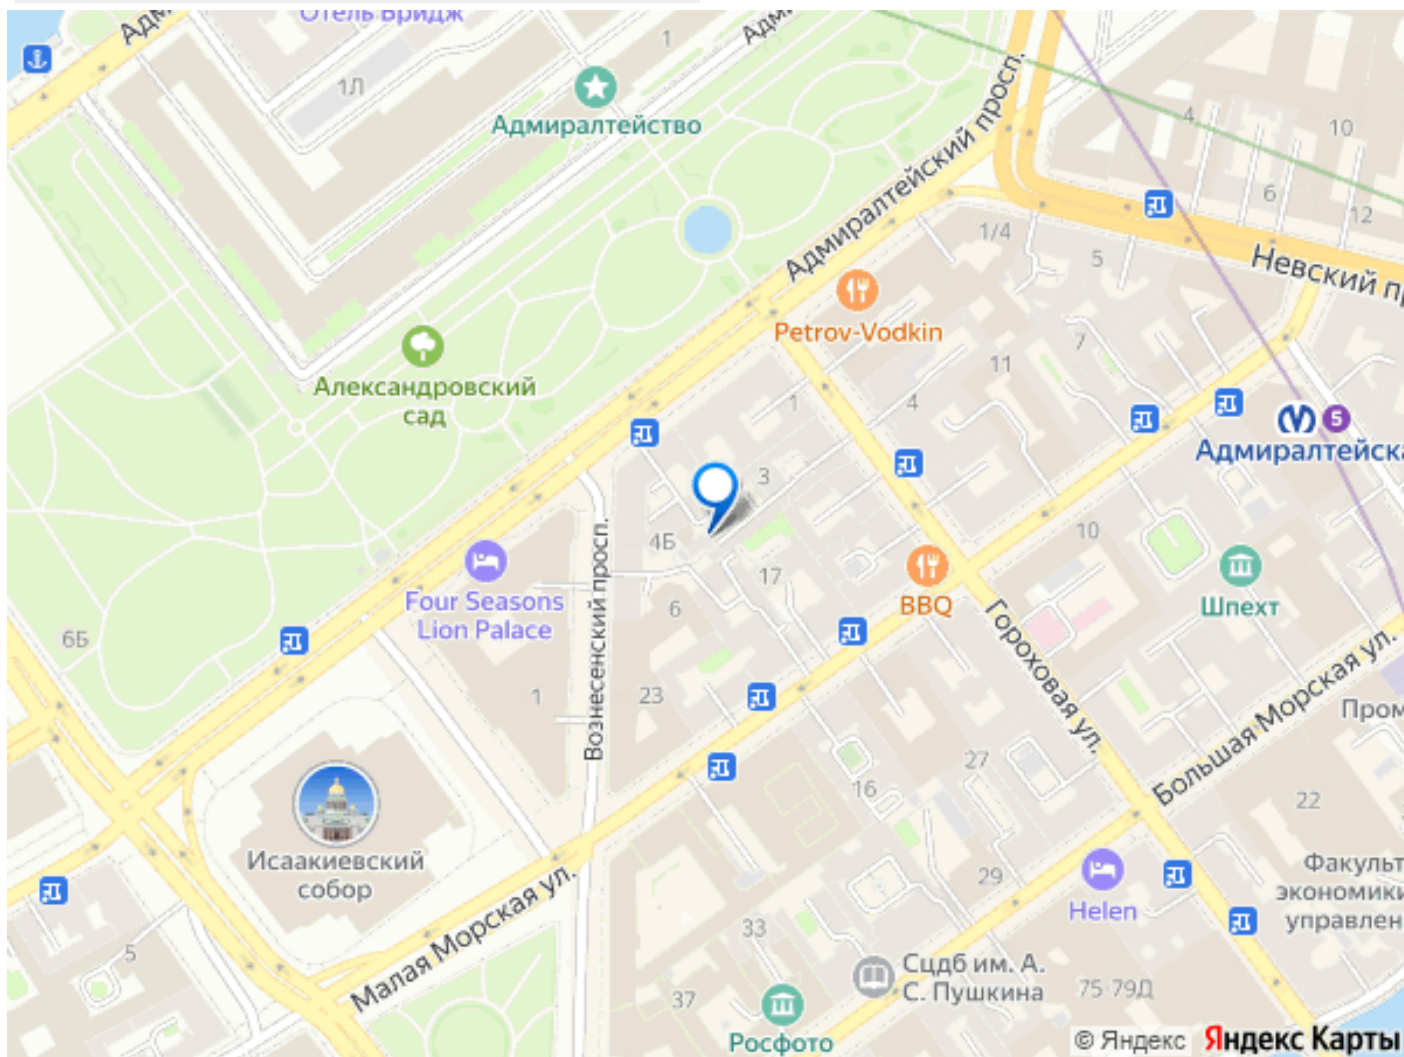 Отель Бридж
1
1Л
Адмиралтейство
Адмиралтейский просп.
4
10
6
12
1/4
5
Невский п
Petrov-Vodkin
7
11
Александровский
сад
1
4
5
Адмиралтейска
3
4Б
10
17
Four Seasons
Lion Palace
BBQ
Шпехт
6
6Б
Вознесенский просп.
Гороховая ул.
23
1
Большая Морская ул.
Пром
27
16
22
Исаакиевский
собор
Факульт
экономики
управлен
29
Helen
Малая Морская ул.
33
5
Сцдб им. А.
С. Пушкина
75-79Д
37
Росфото
© Яндекс Яндекс Карты